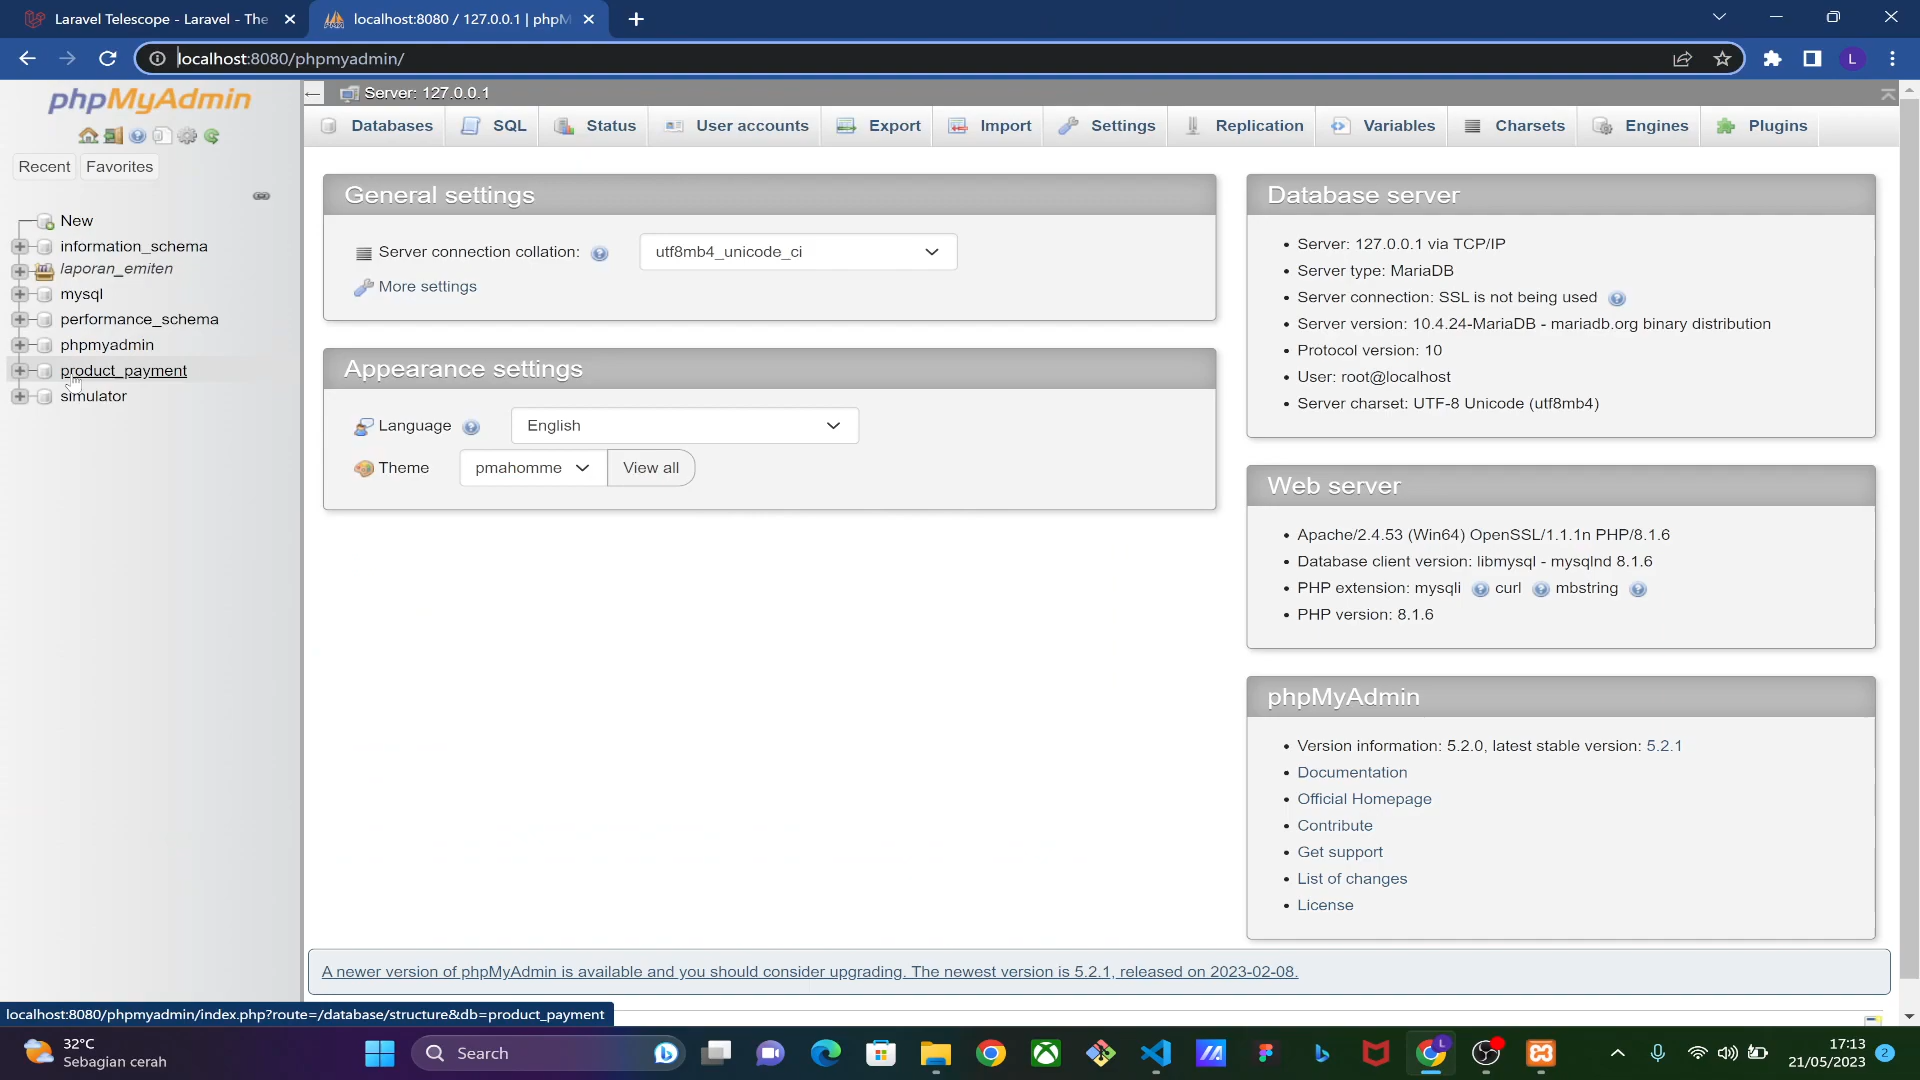 Laravel Telescope - Laravel - The
localhost:8080 / 127.0.0.1 | phpM
localhost:8080/phpmyadmin/
L
phpMyAdmin
Recent
Favorites
New
information_schema
laporan_emiten
mysql
performance_schema
phpmyadmin
product_payment
simulator
Server: 127.0.0.1
Databases
SQL
Status
User accounts
Export
Import
Settings
Replication
Variables
Charsets
Engines
Plugins
General settings
Server connection collation:
utf8mb4_unicode_ci
More settings
Appearance settings
Language
English
Theme
pmahomme
View all
Database server
Server: 127.0.0.1 via TCP/IP
Server type: MariaDB
Server connection: SSL is not being used
Server version: 10.4.24-MariaDB - mariadb.org binary distribution
Protocol version: 10
User: root@localhost
Server charset: UTF-8 Unicode (utf8mb4)
Web server
Apache/2.4.53 (Win64) OpenSSL/1.1.1n PHP/8.1.6
Database client version: libmysql - mysqlnd 8.1.6
PHP extension: mysqli curl mbstring
PHP version: 8.1.6
phpMyAdmin
Version information: 5.2.0, latest stable version: 5.2.1
Documentation
Official Homepage
Contribute
Get support
List of changes
License
A newer version of phpMyAdmin is available and you should consider upgrading. The newest version is 5.2.1, released on 2023-02-08.
localhost:8080/phpmyadmin/index.php?route=/database/structure&db=product_payment
32°C
Sebagian cerah
Search
L
17:13
21/05/2023
2